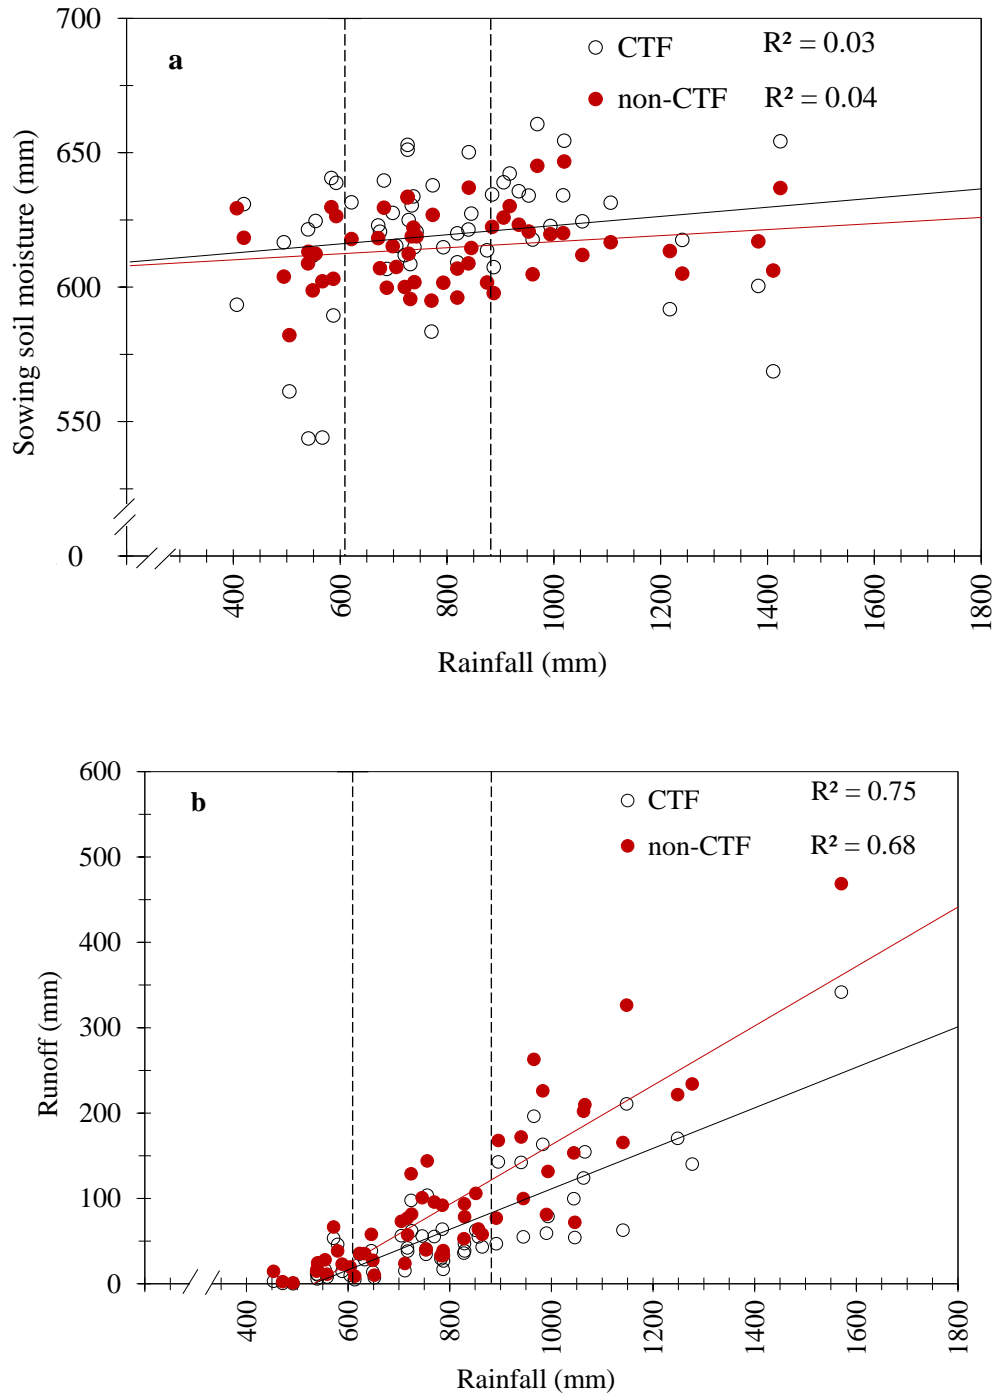 700
a
CTF
R² = 0.03
non-CTF
R² = 0.04
650
600
550
0
Sowing soil moisture (mm)
400
600
800
1000
1200
1400
1600
1800
Rainfall (mm)
600
b
CTF
R² = 0.75
non-CTF
R² = 0.68
500
400
300
200
100
0
Runoff (mm)
400
600
800
1000
1200
1400
1600
1800
Rainfall (mm)